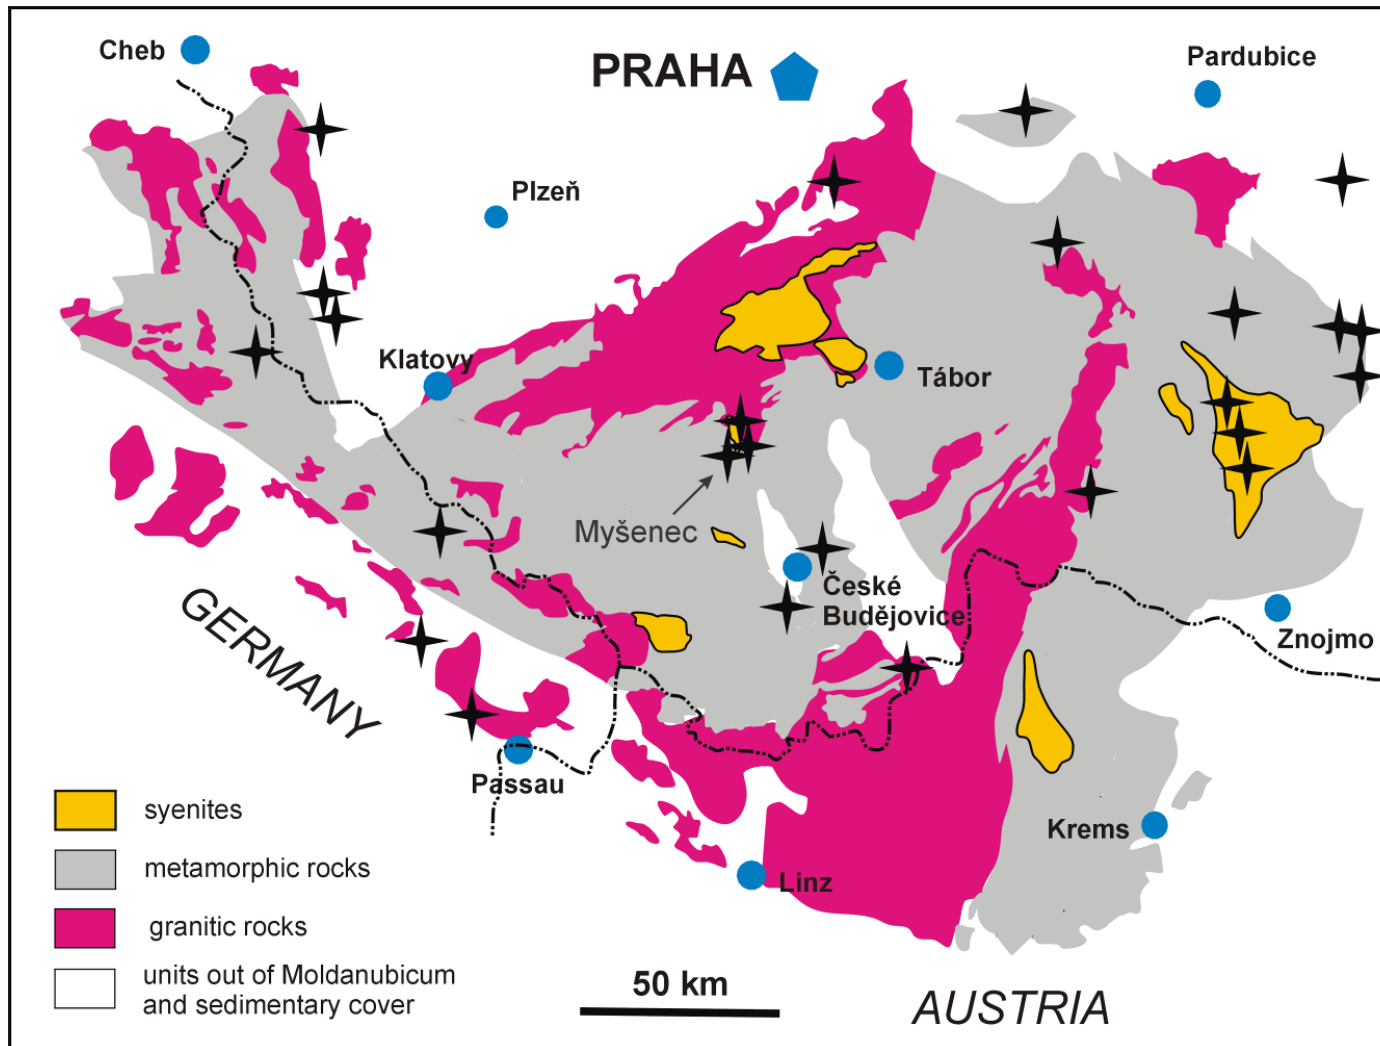 Cheb
PRAHA
Pardubice
Plzeň
Klatovy
Tábor
Myšenec
České
Budějovice
GERMANY
Znojmo
Passau
syenites
Krems
metamorphic rocks
Linz
granitic rocks
units out of Moldanubicum
and sedimentary cover
50 km
AUSTRIA